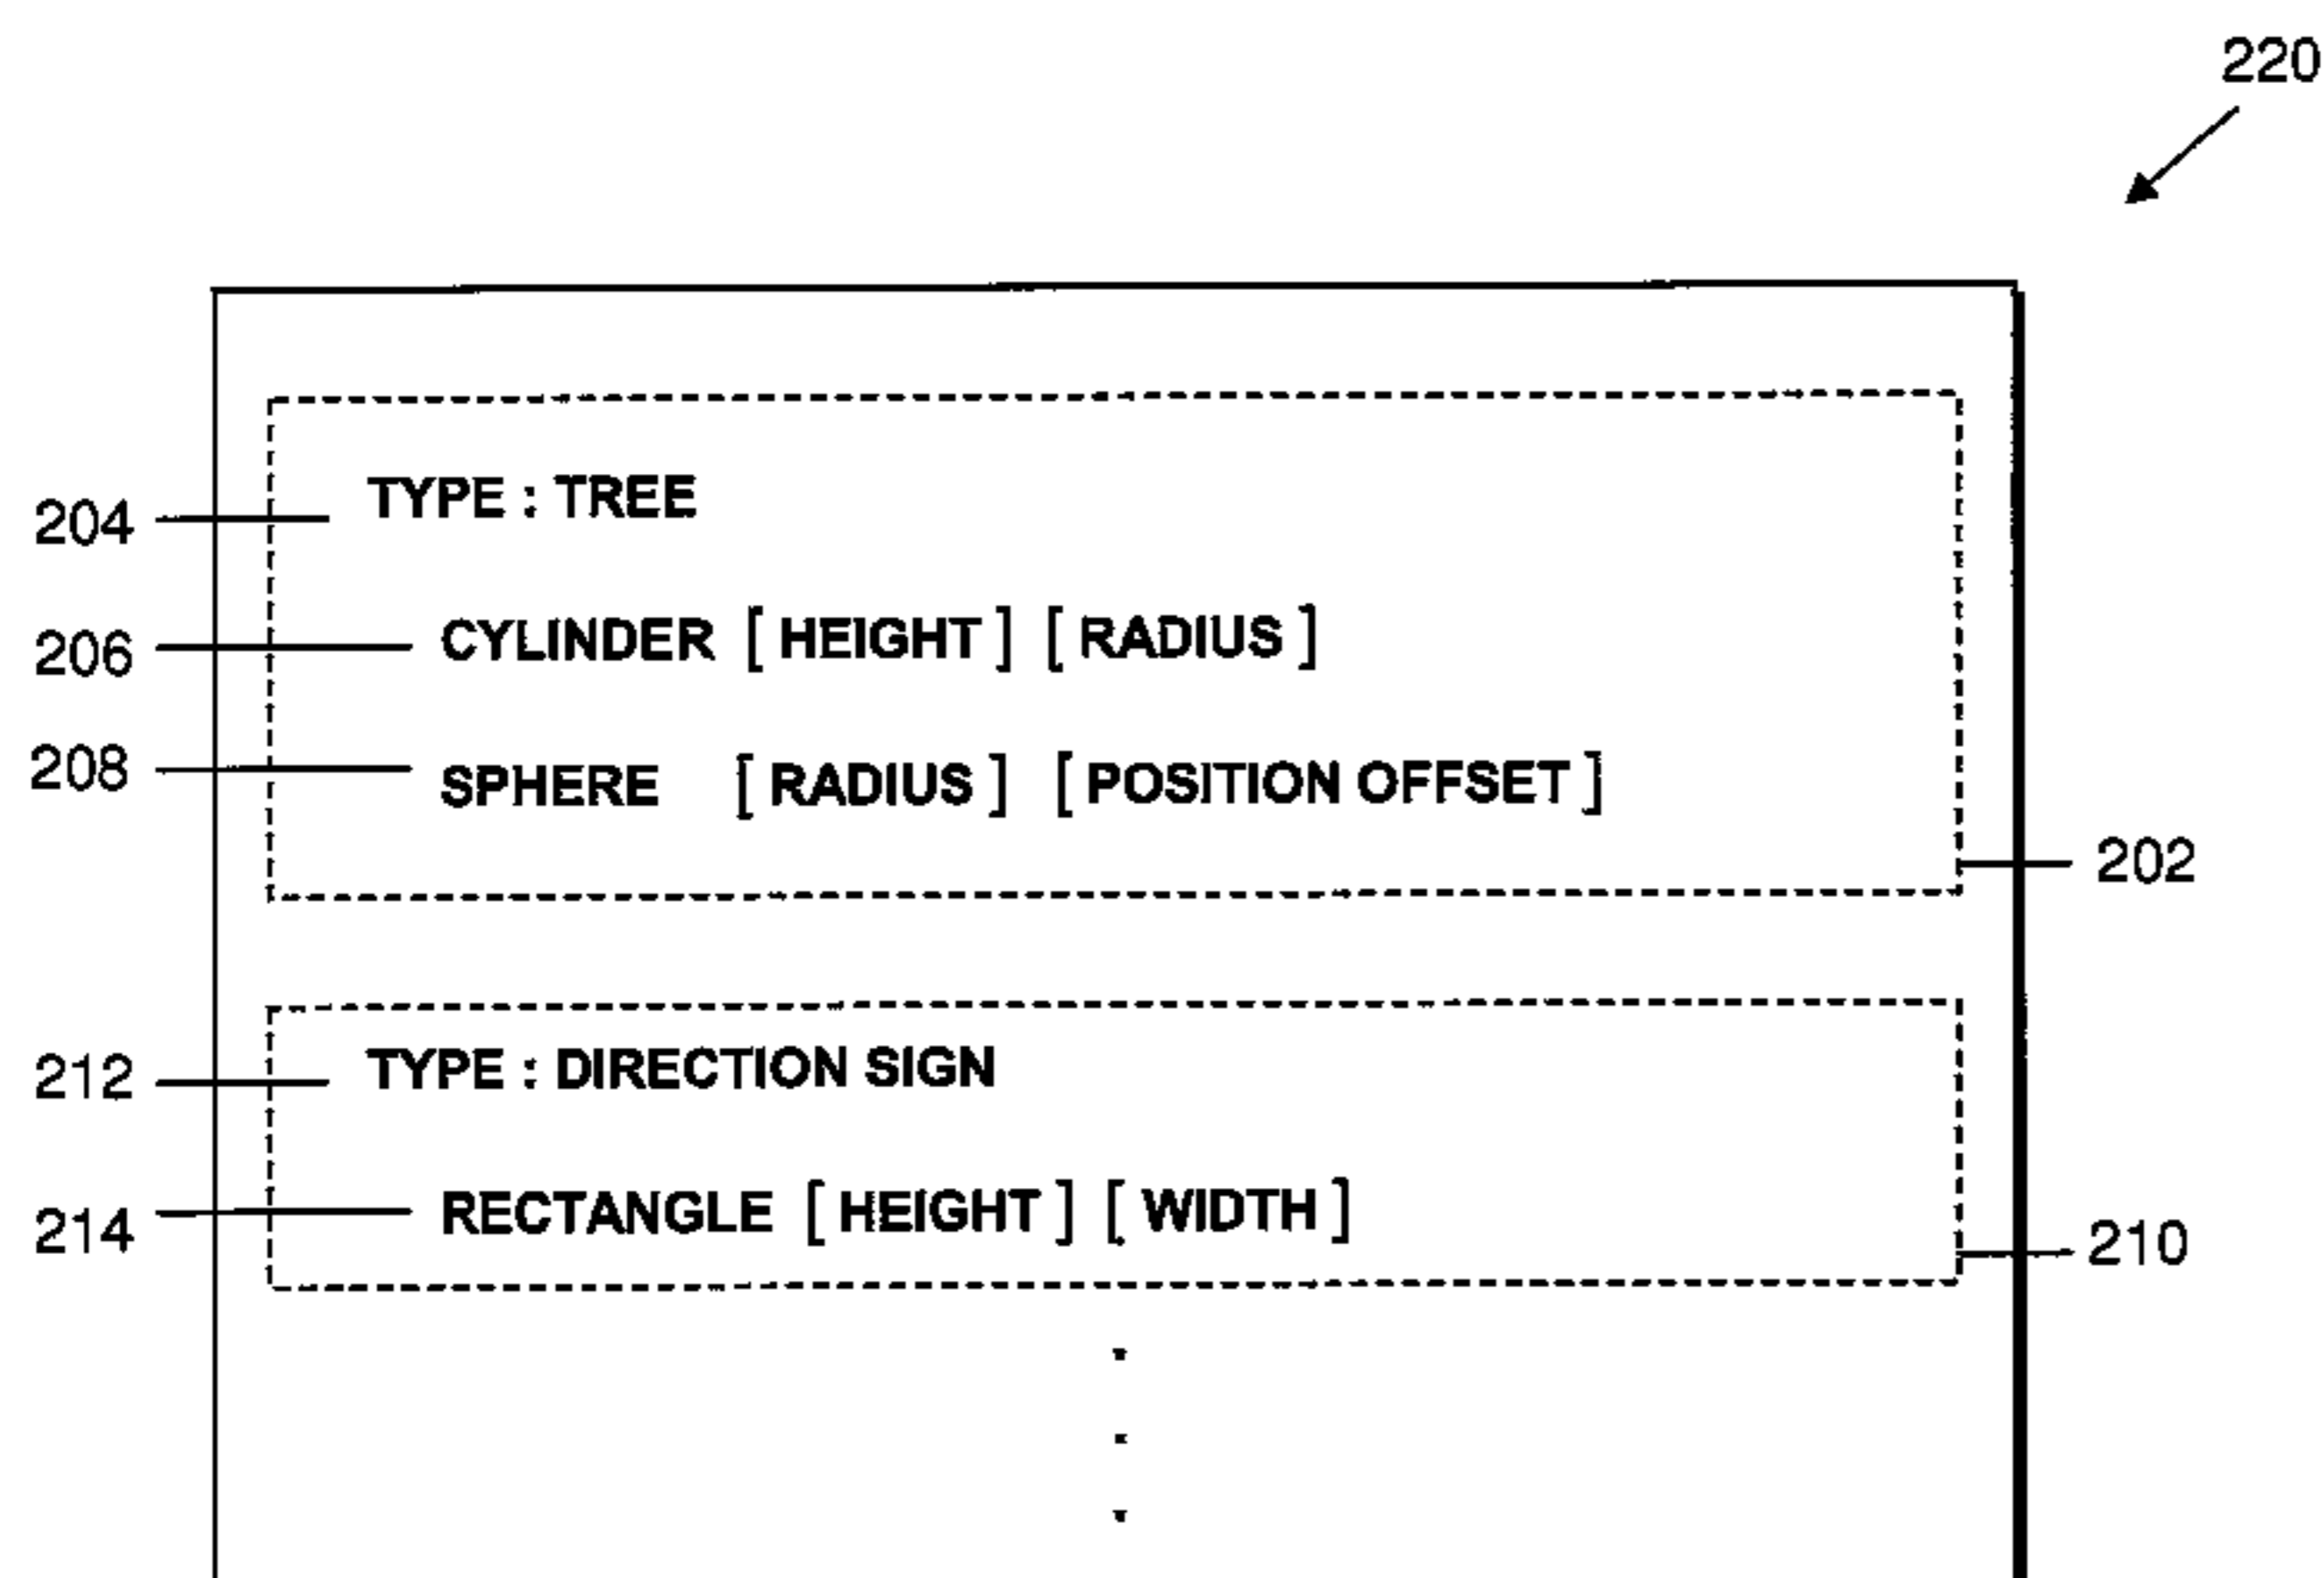 220
204 TYPE : TREE
206 CYLINDER [ HEIGHT ] [ RADIUS ]
208 SPHERE [ RADIUS ] [ POSITION OFFSET ]
202
212 TYPE : DIRECTION SIGN
214 RECTANGLE [ HEIGHT ] [ WIDTH ]
210